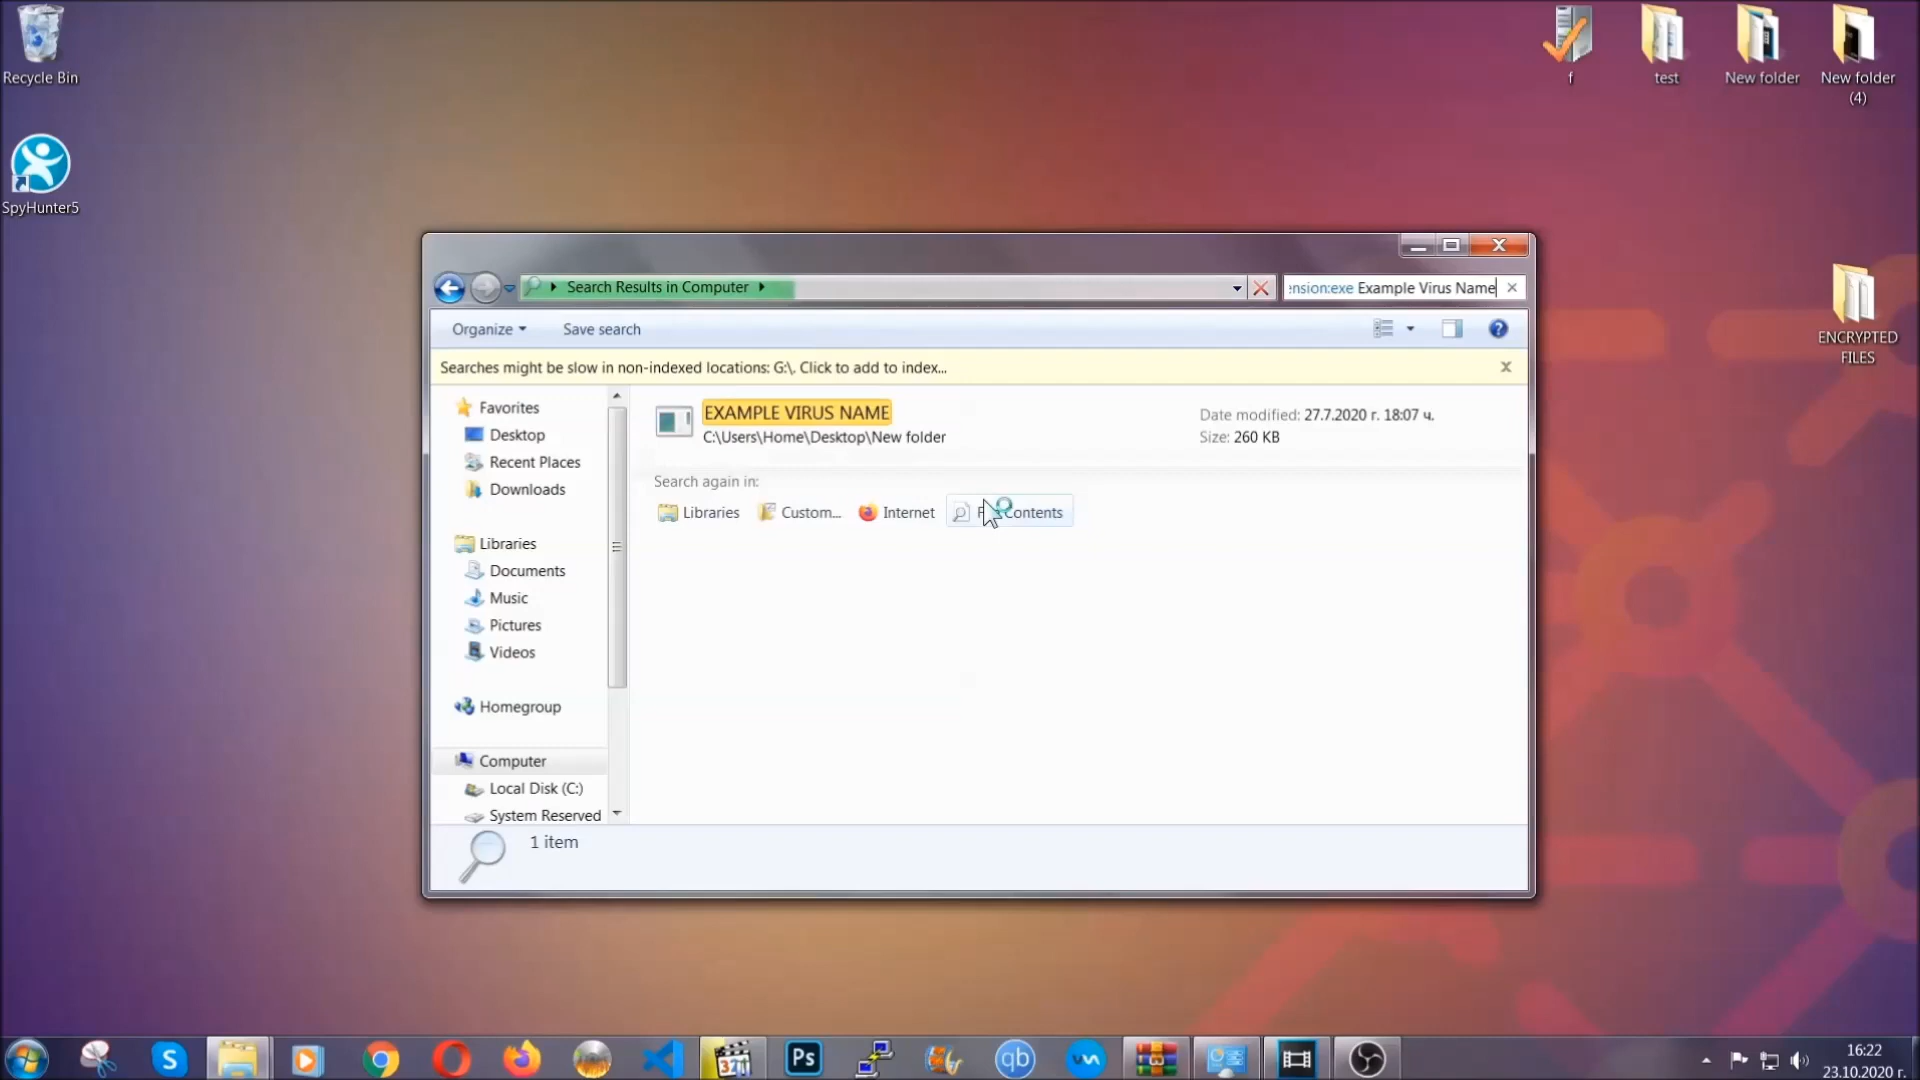 Recycle Bin
SpyHunter5
f
test
New folder
New folder
(4)
ENCRYPTED
FILES
Search Results in Computer
ension:exe Example Virus Name
Organize
Save search
Searches might be slow in non-indexed locations: G:\. Click to add to index...
Favorites
Desktop
Recent Places
Downloads
Libraries
Documents
Music
Pictures
Videos
Homegroup
Computer
Local Disk (C:)
System Reserved
EXAMPLE VIRUS NAME
C:\Users\Home\Desktop\New folder
Date modified: 27.7.2020 г. 18:07 ч.
Size: 260 KB
Search again in:
Libraries
Custom...
Internet
Contents
1 item
S
321
Ps
qb
16:22
23.10.2020 г.